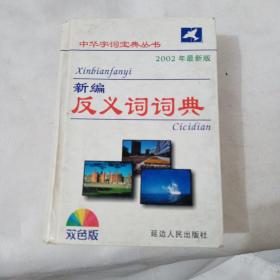 中华字词宝典丛书
2002年最新版
Xinbianfanyi
新编
反义词词典
Cicidian
双色版
延边人民出版社